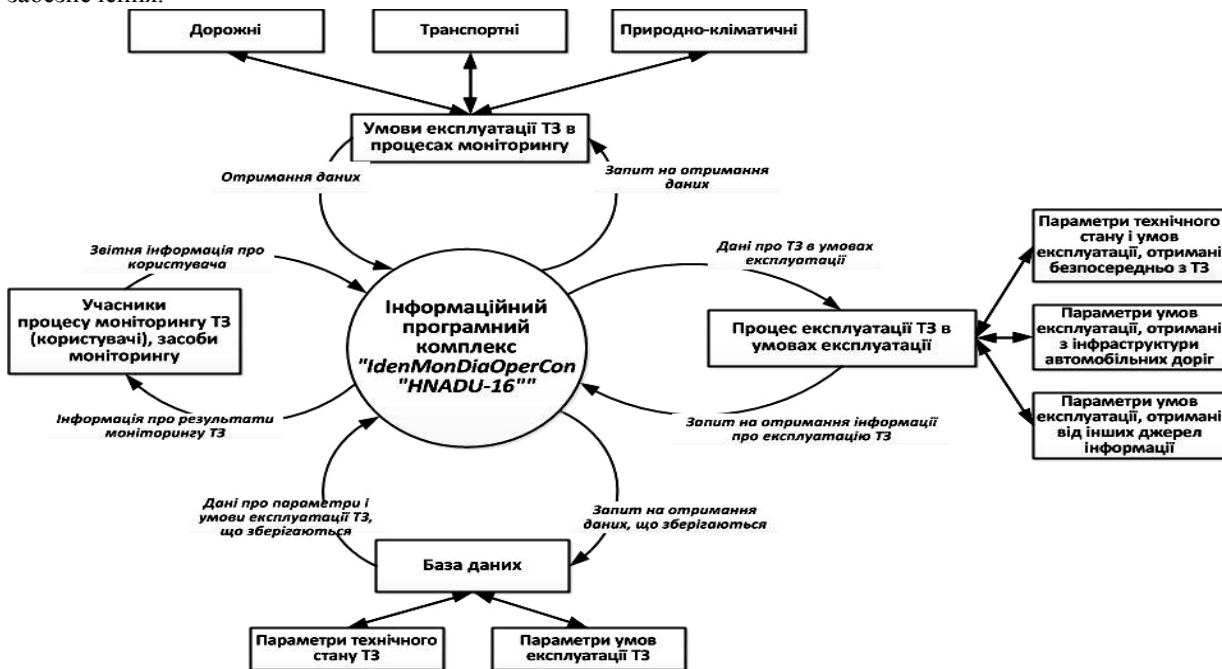 Дорожні
Транспортні
Природно-кліматичні
Умови експлуатації ТЗ в
процесах моніторингу
Отримання даних
Запит на отримання
даних
Звітня інформація про
користувача
Дані про ТЗ в умовах
експлуатації
Учасники
процесу моніторингу ТЗ
(користувачі), засоби
моніторингу
Інформаційний
програмний
комплекс
"IdenMonDiaOperCon
"HNADU-16""
Процес експлуатації ТЗ в
умовах експлуатації
Параметри технічного
стану і умов
експлуатації, отримані
безпосередньо з ТЗ
Параметри умов
експлуатації, отримані
з інфраструктури
автомобільних доріг
Параметри умов
експлуатації, отримані
від інших джерел
інформації
Інформація про результати
моніторингу ТЗ
Запит на отримання інформації
про експлуатацію ТЗ
Дані про параметри і
умови експлуатації ТЗ,
що зберігаються
Запит на отримання
даних, що зберігаються
База даних
Параметри технічного
стану ТЗ
Параметри умов
експлуатації ТЗ